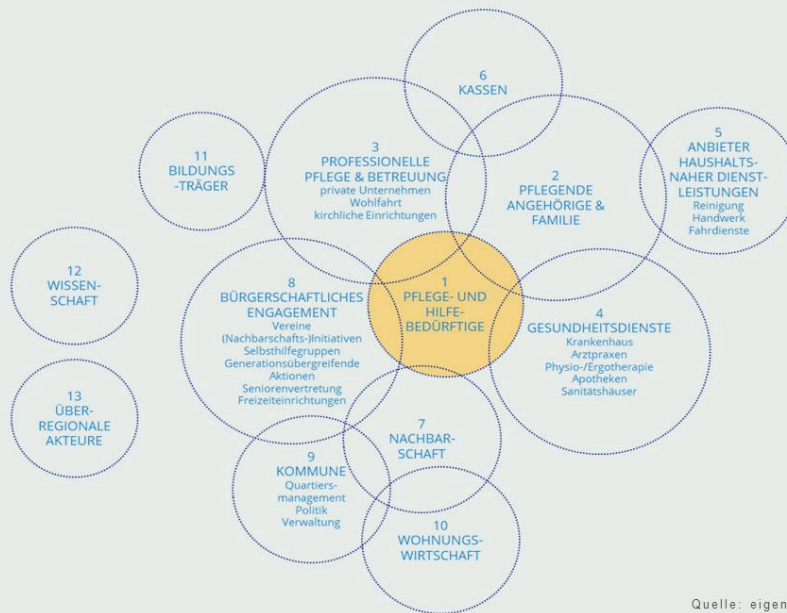 6
KASSEN
3
PROFESSIONELLE
PFLEGE & BETREUUNG
private Unternehmen
Wohlfahrt
kirchliche Einrichtungen
2
PFLEGENDE
ANGEHÖRIGE &
FAMILIE
5
ANBIETER
HAUSHALTS-
NAHER DIENST-
LEISTUNGEN
Reinigung
Handwerk
Fahrdienste
11
BILDUNGS
-TRÄGER
12
WISSEN-
SCHAFT
8
BÜRGERSCHAFTLICHES
ENGAGEMENT
Vereine
(Nachbarschafts-)Initiativen
Selbsthilfegruppen
Generationsübergreifende
Aktionen
Seniorenvertretung
Freizeiteinrichtungen
1
PFLEGE- UND
HILFE-
BEDÜRFTIGE
4
GESUNDHEITSDIENSTE
Krankenhaus
Arztpraxen
Physio-/Ergotherapie
Apotheken
Sanitätshäuser
13
ÜBER-
REGIONALE
AKTEURE
7
NACHBAR-
SCHAFT
9
KOMMUNE
Quartiers-
management
Politik
Verwaltung
10
WOHNUNGS-
WIRTSCHAFT
Quelle: eigen